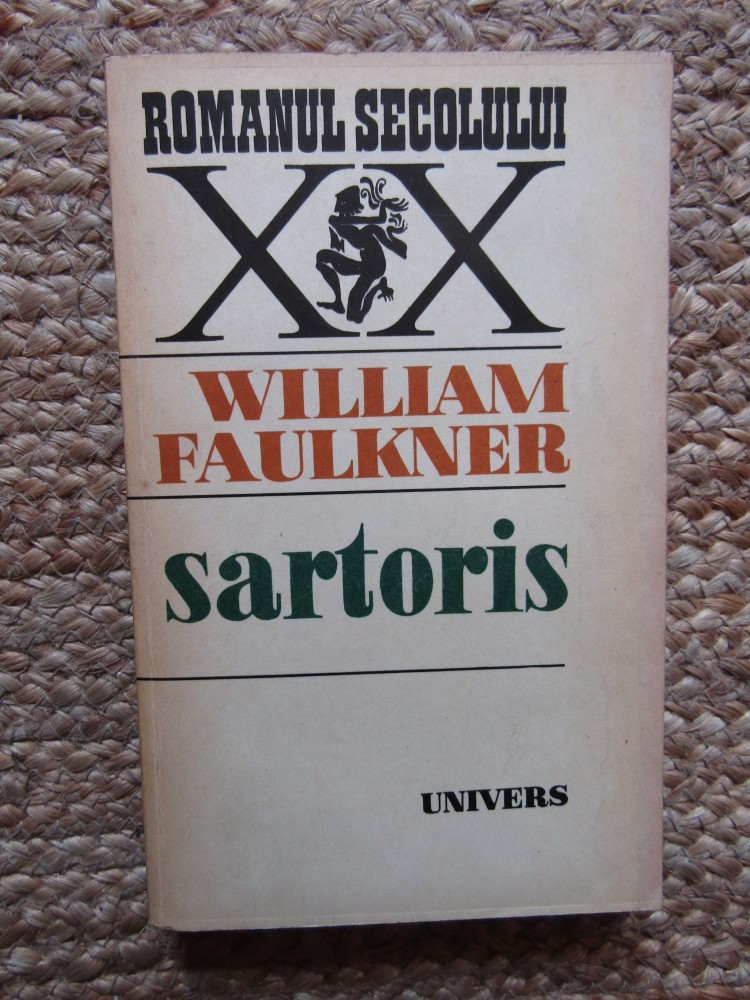 ROMANUL SECOLULUI
XX
WILLIAM
FAULKNER
sartoris
UNIVERS